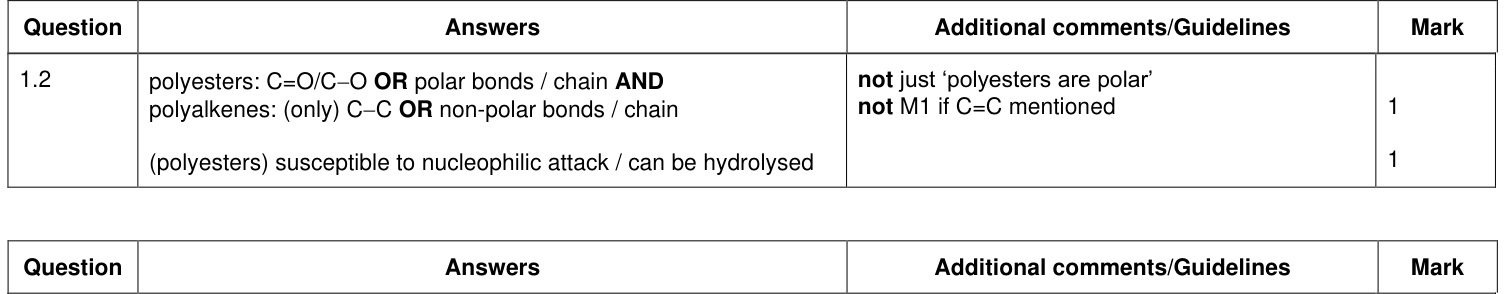 Question Answers Additional comments/Guidelines Mark
1.2 polyesters: C=O/C–O OR polar bonds / chain AND not just ‘polyesters are polar’
polyalkenes: (only) C–C OR non-polar bonds / chain not M1 if C=C mentioned 1
(polyesters) susceptible to nucleophilic attack / can be hydrolysed 1
Question Answers Additional comments/Guidelines Mark